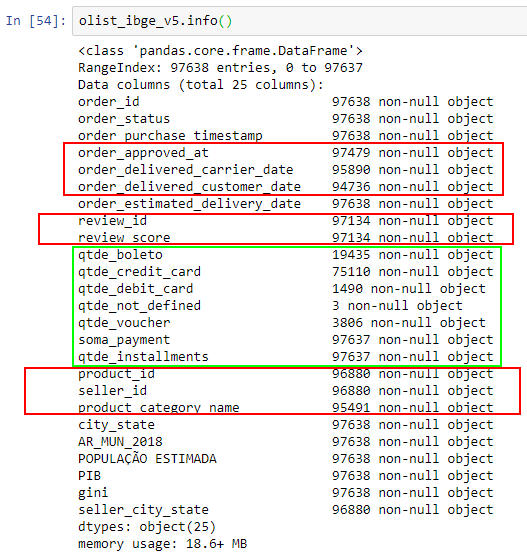 In [54]: olist_ibge_v5.info()
<class 'pandas.core.frame.DataFrame'>
RangeIndex: 97638 entries, 0 to 97637
Data columns (total 25 columns):
order_id 97638 non-null object
order_status 97638 non-null object
order_purchase_timestamp 97638 non-null object
order_approved_at 97479 non-null object
order_delivered_carrier_date 95890 non-null object
order_delivered_customer_date 94736 non-null object
order_estimated_delivery_date 97638 non-null object
review_id 97134 non-null object
review_score 97134 non-null object
qtde_boleto 19435 non-null object
qtde_credit_card 75110 non-null object
qtde_debit_card 1490 non-null object
qtde_not_defined 3 non-null object
qtde_voucher 3806 non-null object
soma_payment 97637 non-null object
qtde_installments 97637 non-null object
product_id 96880 non-null object
seller_id 96880 non-null object
product_category_name 95491 non-null object
city_state 97638 non-null object
AR_MUN_2018 97638 non-null object
POPULAÇÃO ESTIMADA 97638 non-null object
PIB 97638 non-null object
gini 97638 non-null object
seller_city_state 96880 non-null object
dtypes: object(25)
memory usage: 18.6+ MB